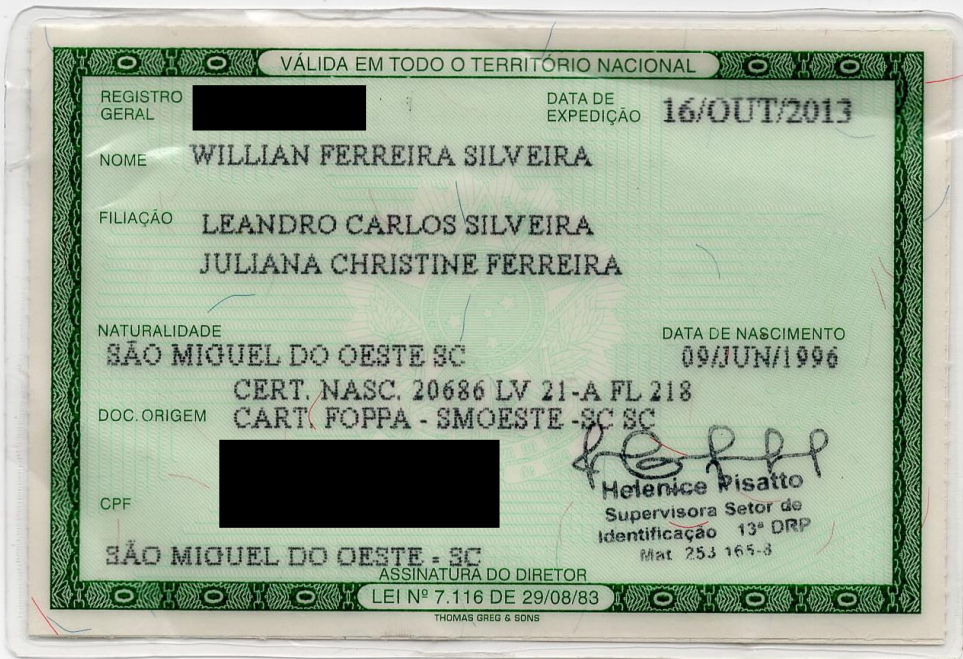 VÁLIDA EM TODO O TERRITÓRIO NACIONAL
REGISTRO GERAL
DATA DE EXPEDIÇÃO 16/OUT/2013
NOME WILLIAN FERREIRA SILVEIRA
FILIAÇÃO LEANDRO CARLOS SILVEIRA
JULIANA CHRISTINE FERREIRA
NATURALIDADE DATA DE NASCIMENTO
SÃO MIGUEL DO OESTE SC 09/JUN/1996
CERT. NASC. 20686 LV 21-A FL 218
DOC.ORIGEM CART. FOPPA - SMOESTE -SC SC
CPF
Helenice Pisatto
Supervisora Setor de
Identificação 13ª DRP
Mat 253 165-8
SÃO MIGUEL DO OESTE - SC
ASSINATURA DO DIRETOR
LEI Nº 7.116 DE 29/08/83
THOMAS GREG & SONS